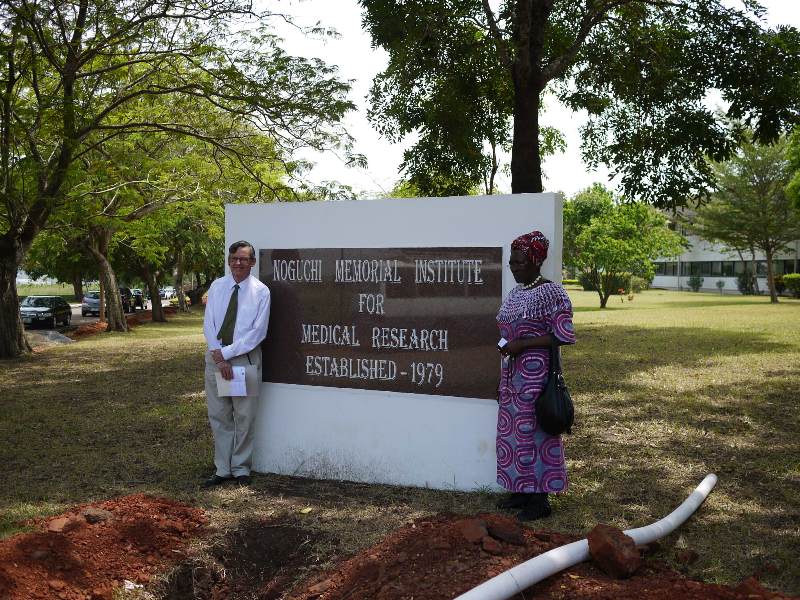 NOGUCHI MEMORIAL INSTITUTE
FOR
MEDICAL RESEARCH
ESTABLISHED - 1979